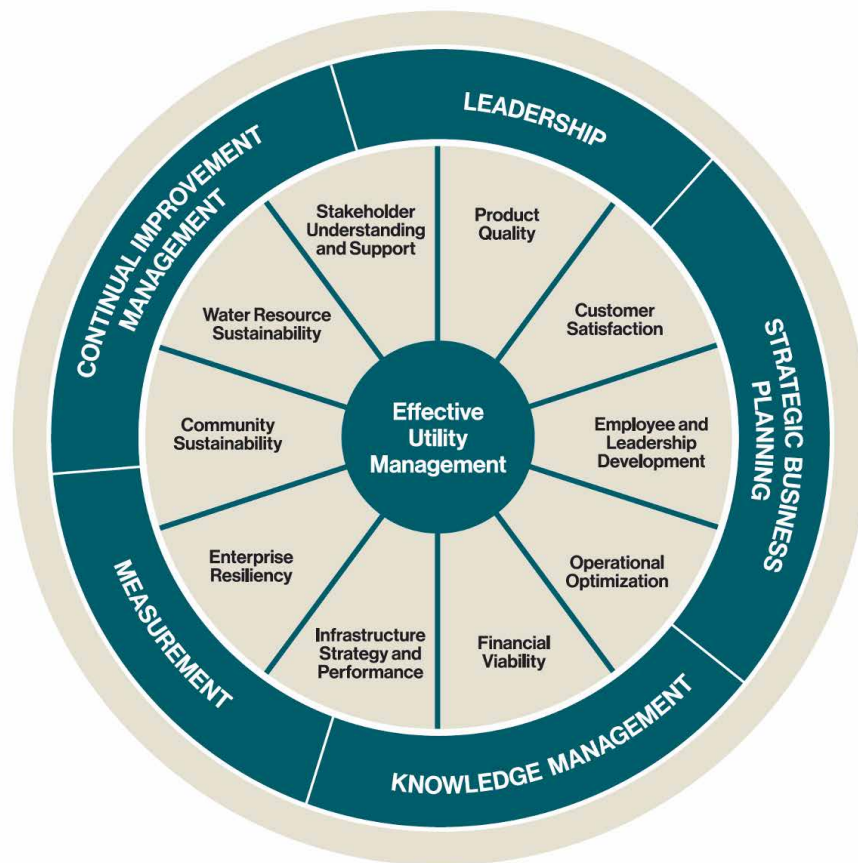 LEADERSHIP
STRATEGIC BUSINESS
PLANNING
KNOWLEDGE MANAGEMENT
MEASUREMENT
CONTINUAL IMPROVEMENT
MANAGEMENT
Product
Quality
Customer
Satisfaction
Employee and
Leadership
Development
Operational
Optimization
Financial
Viability
Infrastructure
Strategy and
Performance
Enterprise
Resiliency
Community
Sustainability
Water Resource
Sustainability
Stakeholder
Understanding
and Support
Effective
Utility
Management